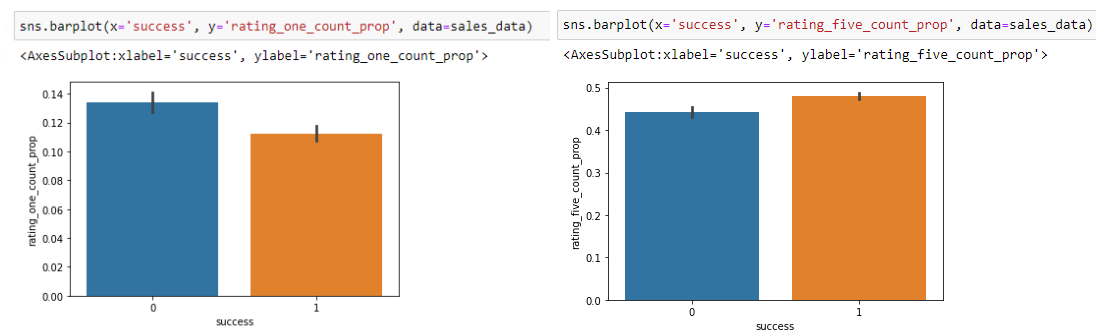 sns.barplot(x='success', y='rating_one_count_prop', data=sales_data)
<AxesSubplot:xlabel='success', ylabel='rating_one_count_prop'>
0.14
0.12
0.10
0.08
0.06
0.04
0.02
0.00
rating_one_count_prop
0 1
success
sns.barplot(x='success', y='rating_five_count_prop', data=sales_data)
<AxesSubplot:xlabel='success', ylabel='rating_five_count_prop'>
0.5
0.4
0.3
0.2
0.1
0.0
rating_five_count_prop
0 1
success